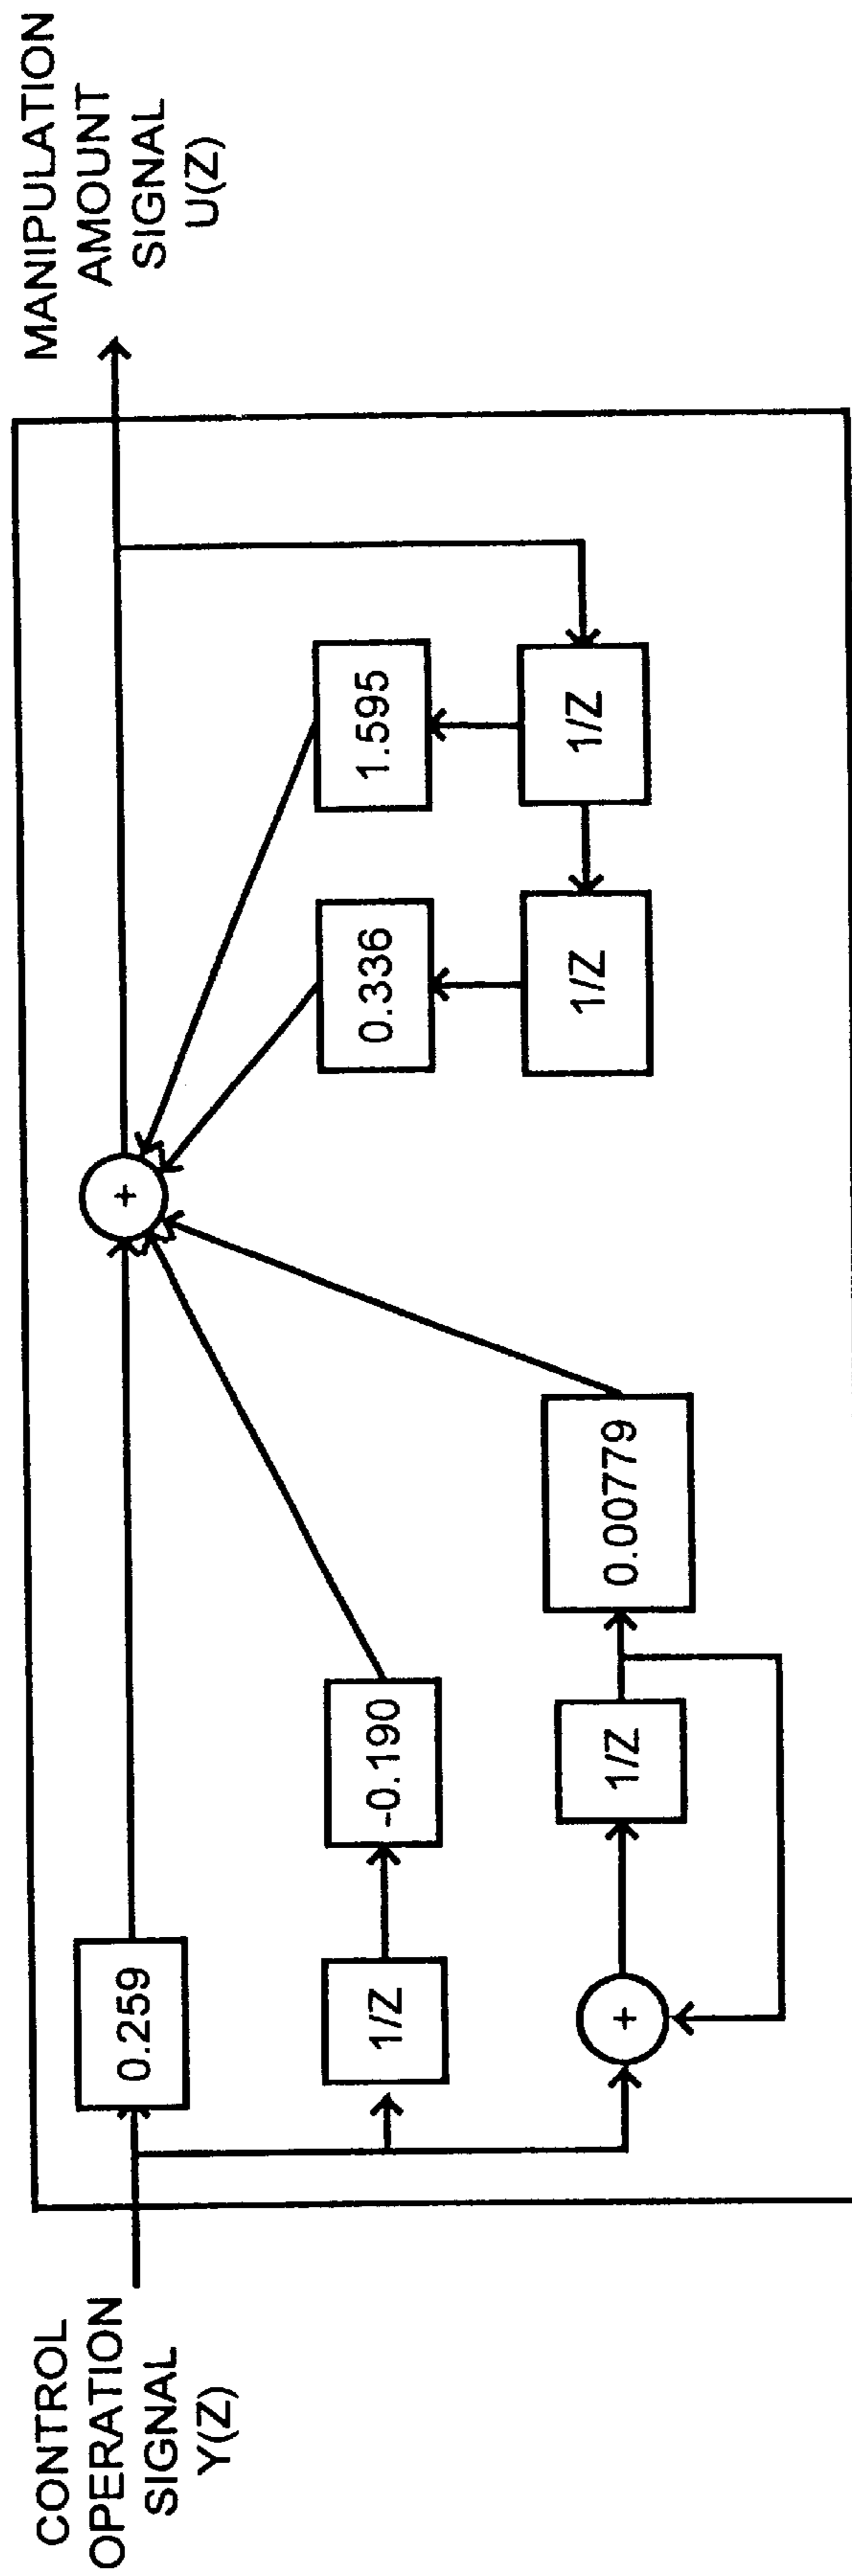 CONTROL
OPERATION
SIGNAL
Y(Z)
0.259
1/Z
-0.190
+
1/Z
0.00779
+
0.336
1.595
1/Z
1/Z
MANIPULATION
AMOUNT
SIGNAL
U(Z)